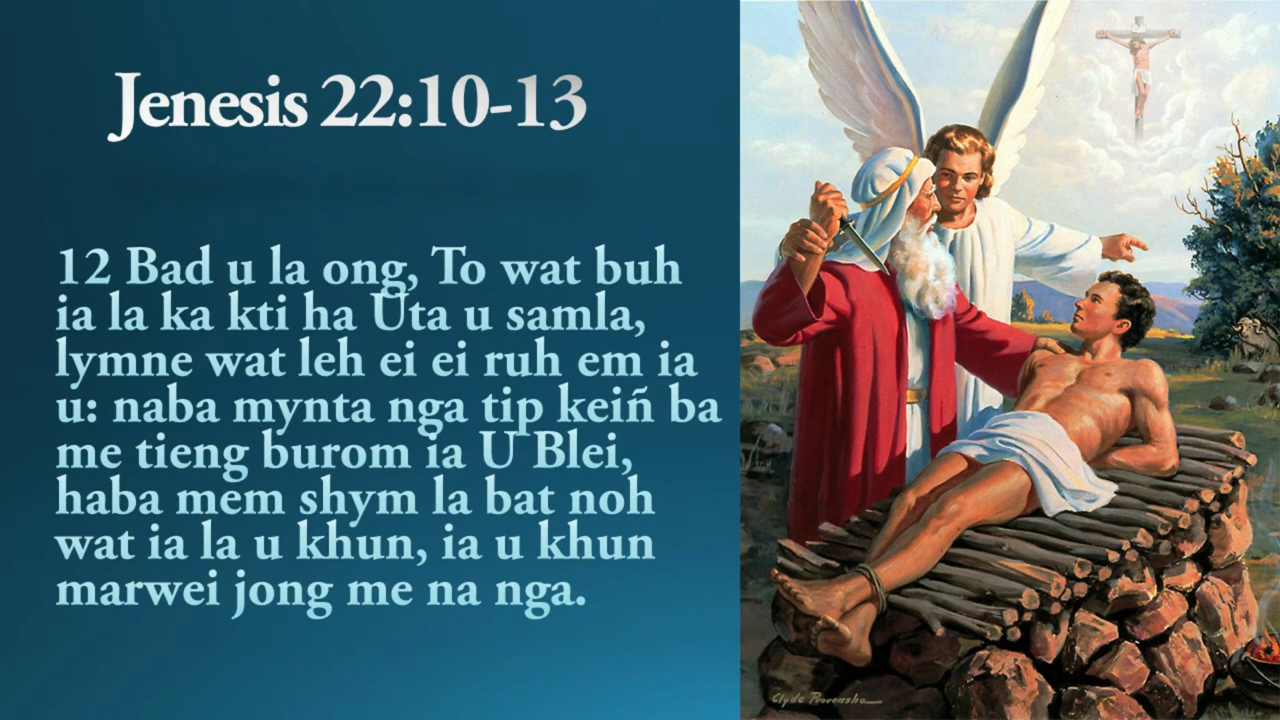 Jenesis 22:10-13
12 Bad u la ong, To wat buh
ia la ka kti ha Uta u samla,
lymne wat leh ei ei ruh em ia
u: naba mynta nga tip keiñ ba
me tieng burom ia U Blei,
haba mem shym la bat noh
wat ia la u khun, ia u khun
marwei jong me na nga.
Clyde Provonsha